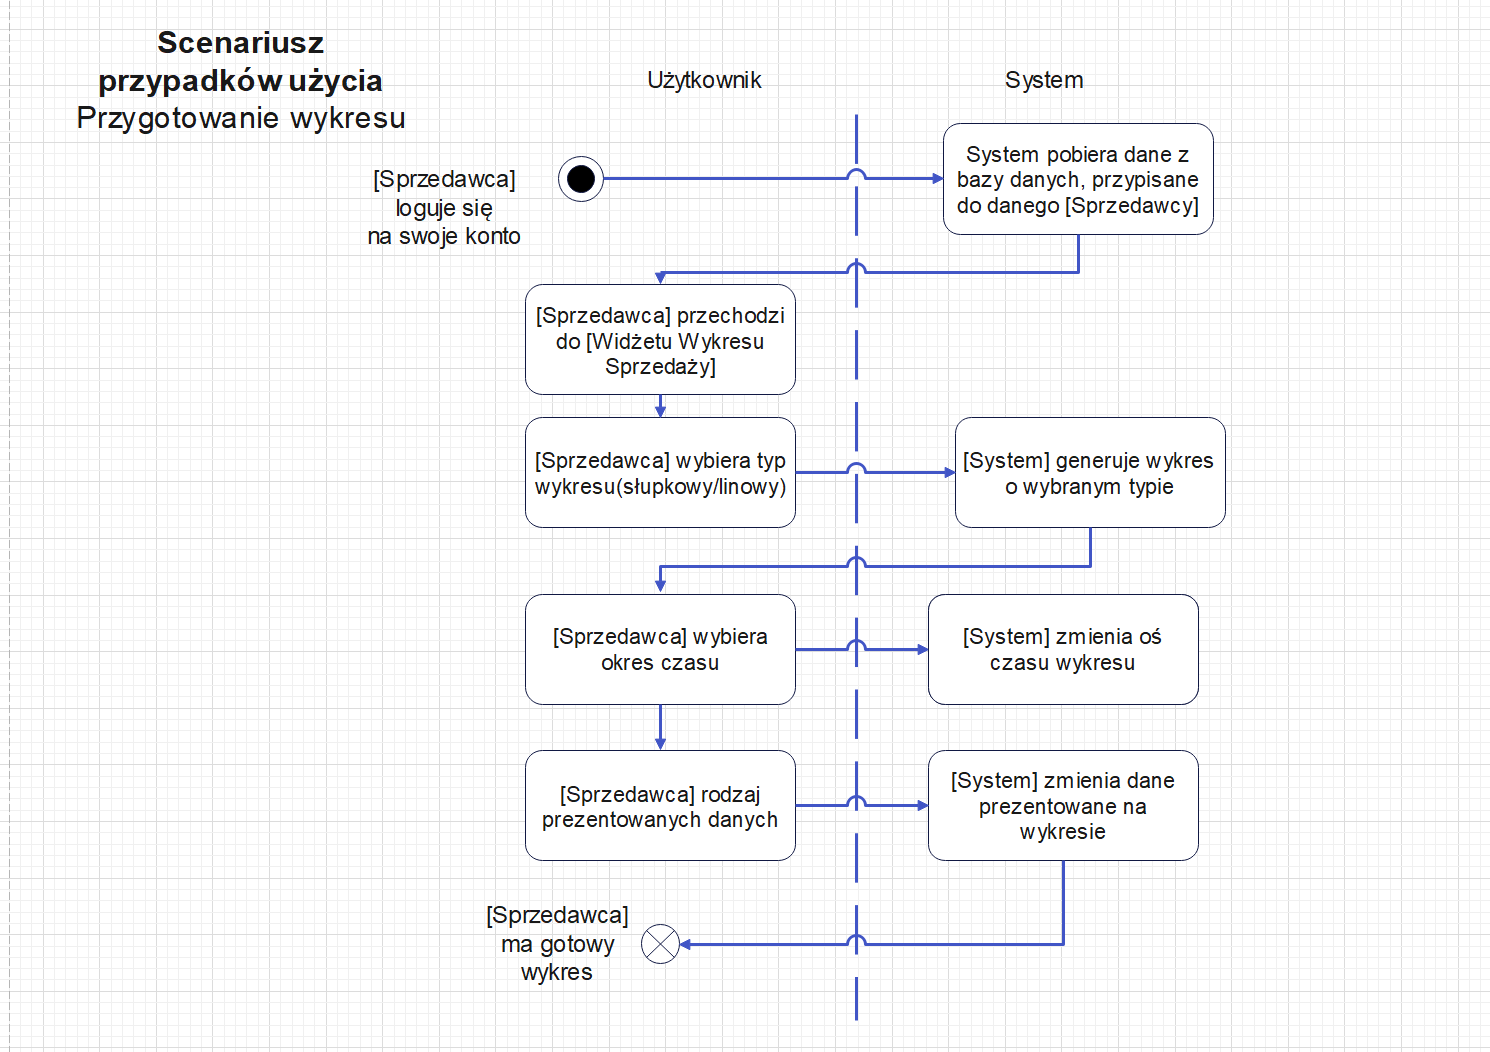 Scenariusz
przypadków użycia
Przygotowanie wykresu
Użytkownik
System
[Sprzedawca]
loguje się
na swoje konto
System pobiera dane z
bazy danych, przypisane
do danego [Sprzedawcy]
[Sprzedawca] przechodzi
do [Widżetu Wykresu
Sprzedaży]
[Sprzedawca] wybiera typ
wykresu(słupkowy/linowy)
[System] generuje wykres
o wybranym typie
[Sprzedawca] wybiera
okres czasu
[System] zmienia oś
czasu wykresu
[Sprzedawca] rodzaj
prezentowanych danych
[System] zmienia dane
prezentowane na
wykresie
[Sprzedawca]
ma gotowy
wykres